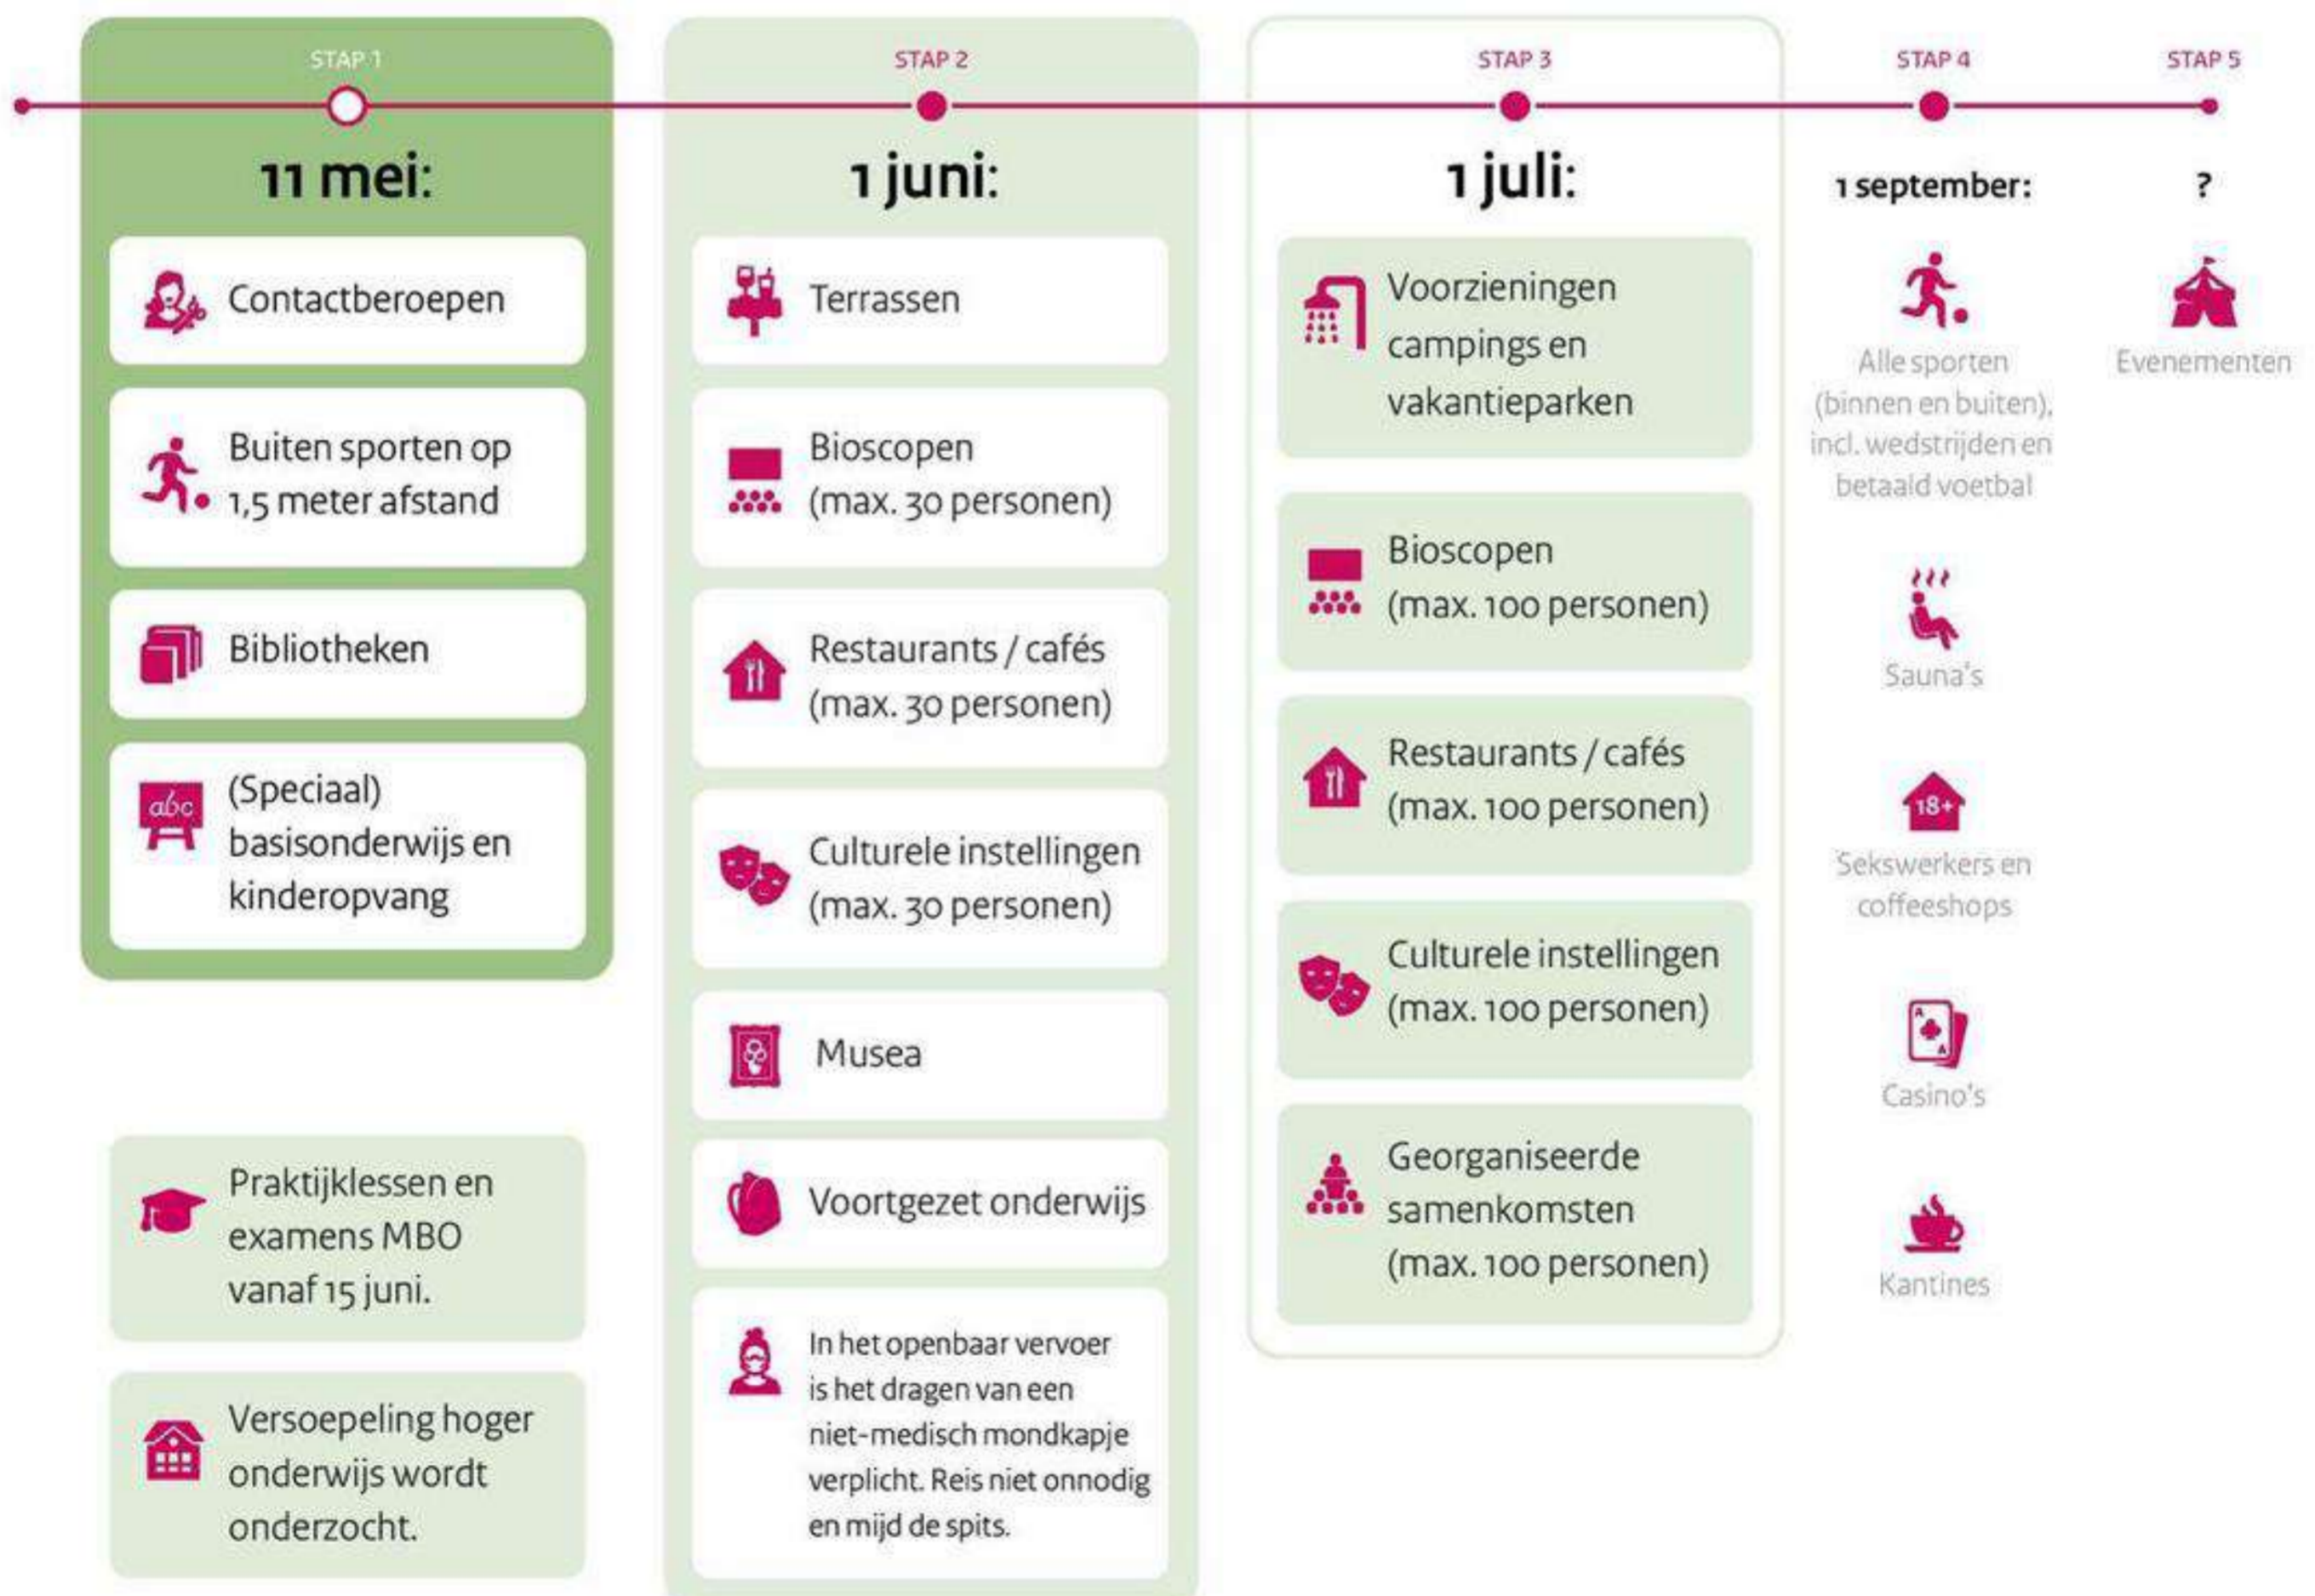 STAP 1
11 mei:
Contactberoepen
Buiten sporten op
1,5 meter afstand
Bibliotheken
abc
(Speciaal)
basisonderwijs en
kinderopvang
Praktijklessen en
examens MBO
vanaf 15 juni.
Versoepeling hoger
onderwijs wordt
onderzocht.
STAP 2
1 juni:
Terrassen
Bioscopen
(max. 30 personen)
Restaurants / cafés
(max. 30 personen)
Culturele instellingen
(max. 30 personen)
Musea
Voortgezet onderwijs
In het openbaar vervoer
is het dragen van een
niet-medisch mondkapje
verplicht. Reis niet onnodig
en mijd de spits.
STAP 3
1 juli:
Voorzieningen
campings en
vakantieparken
Bioscopen
(max. 100 personen)
Restaurants / cafés
(max. 100 personen)
Culturele instellingen
(max. 100 personen)
Georganiseerde
samenkomsten
(max. 100 personen)
STAP 4
1 september:
Alle sporten
(binnen en buiten),
incl. wedstrijden en
betaald voetbal
Sauna's
18+
Sekswerkers en
coffeeshops
A
A
Casino's
Kantines
STAP 5
?
Evenementen